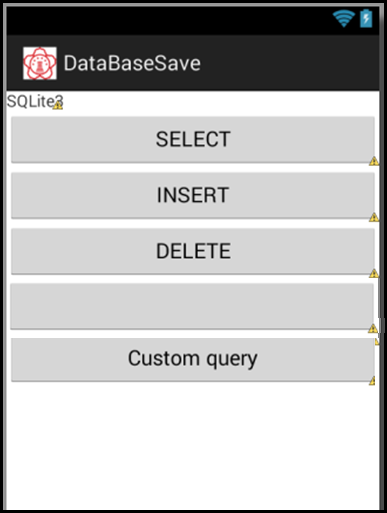 DataBaseSave
SQLite3
SELECT
INSERT
DELETE
Custom query